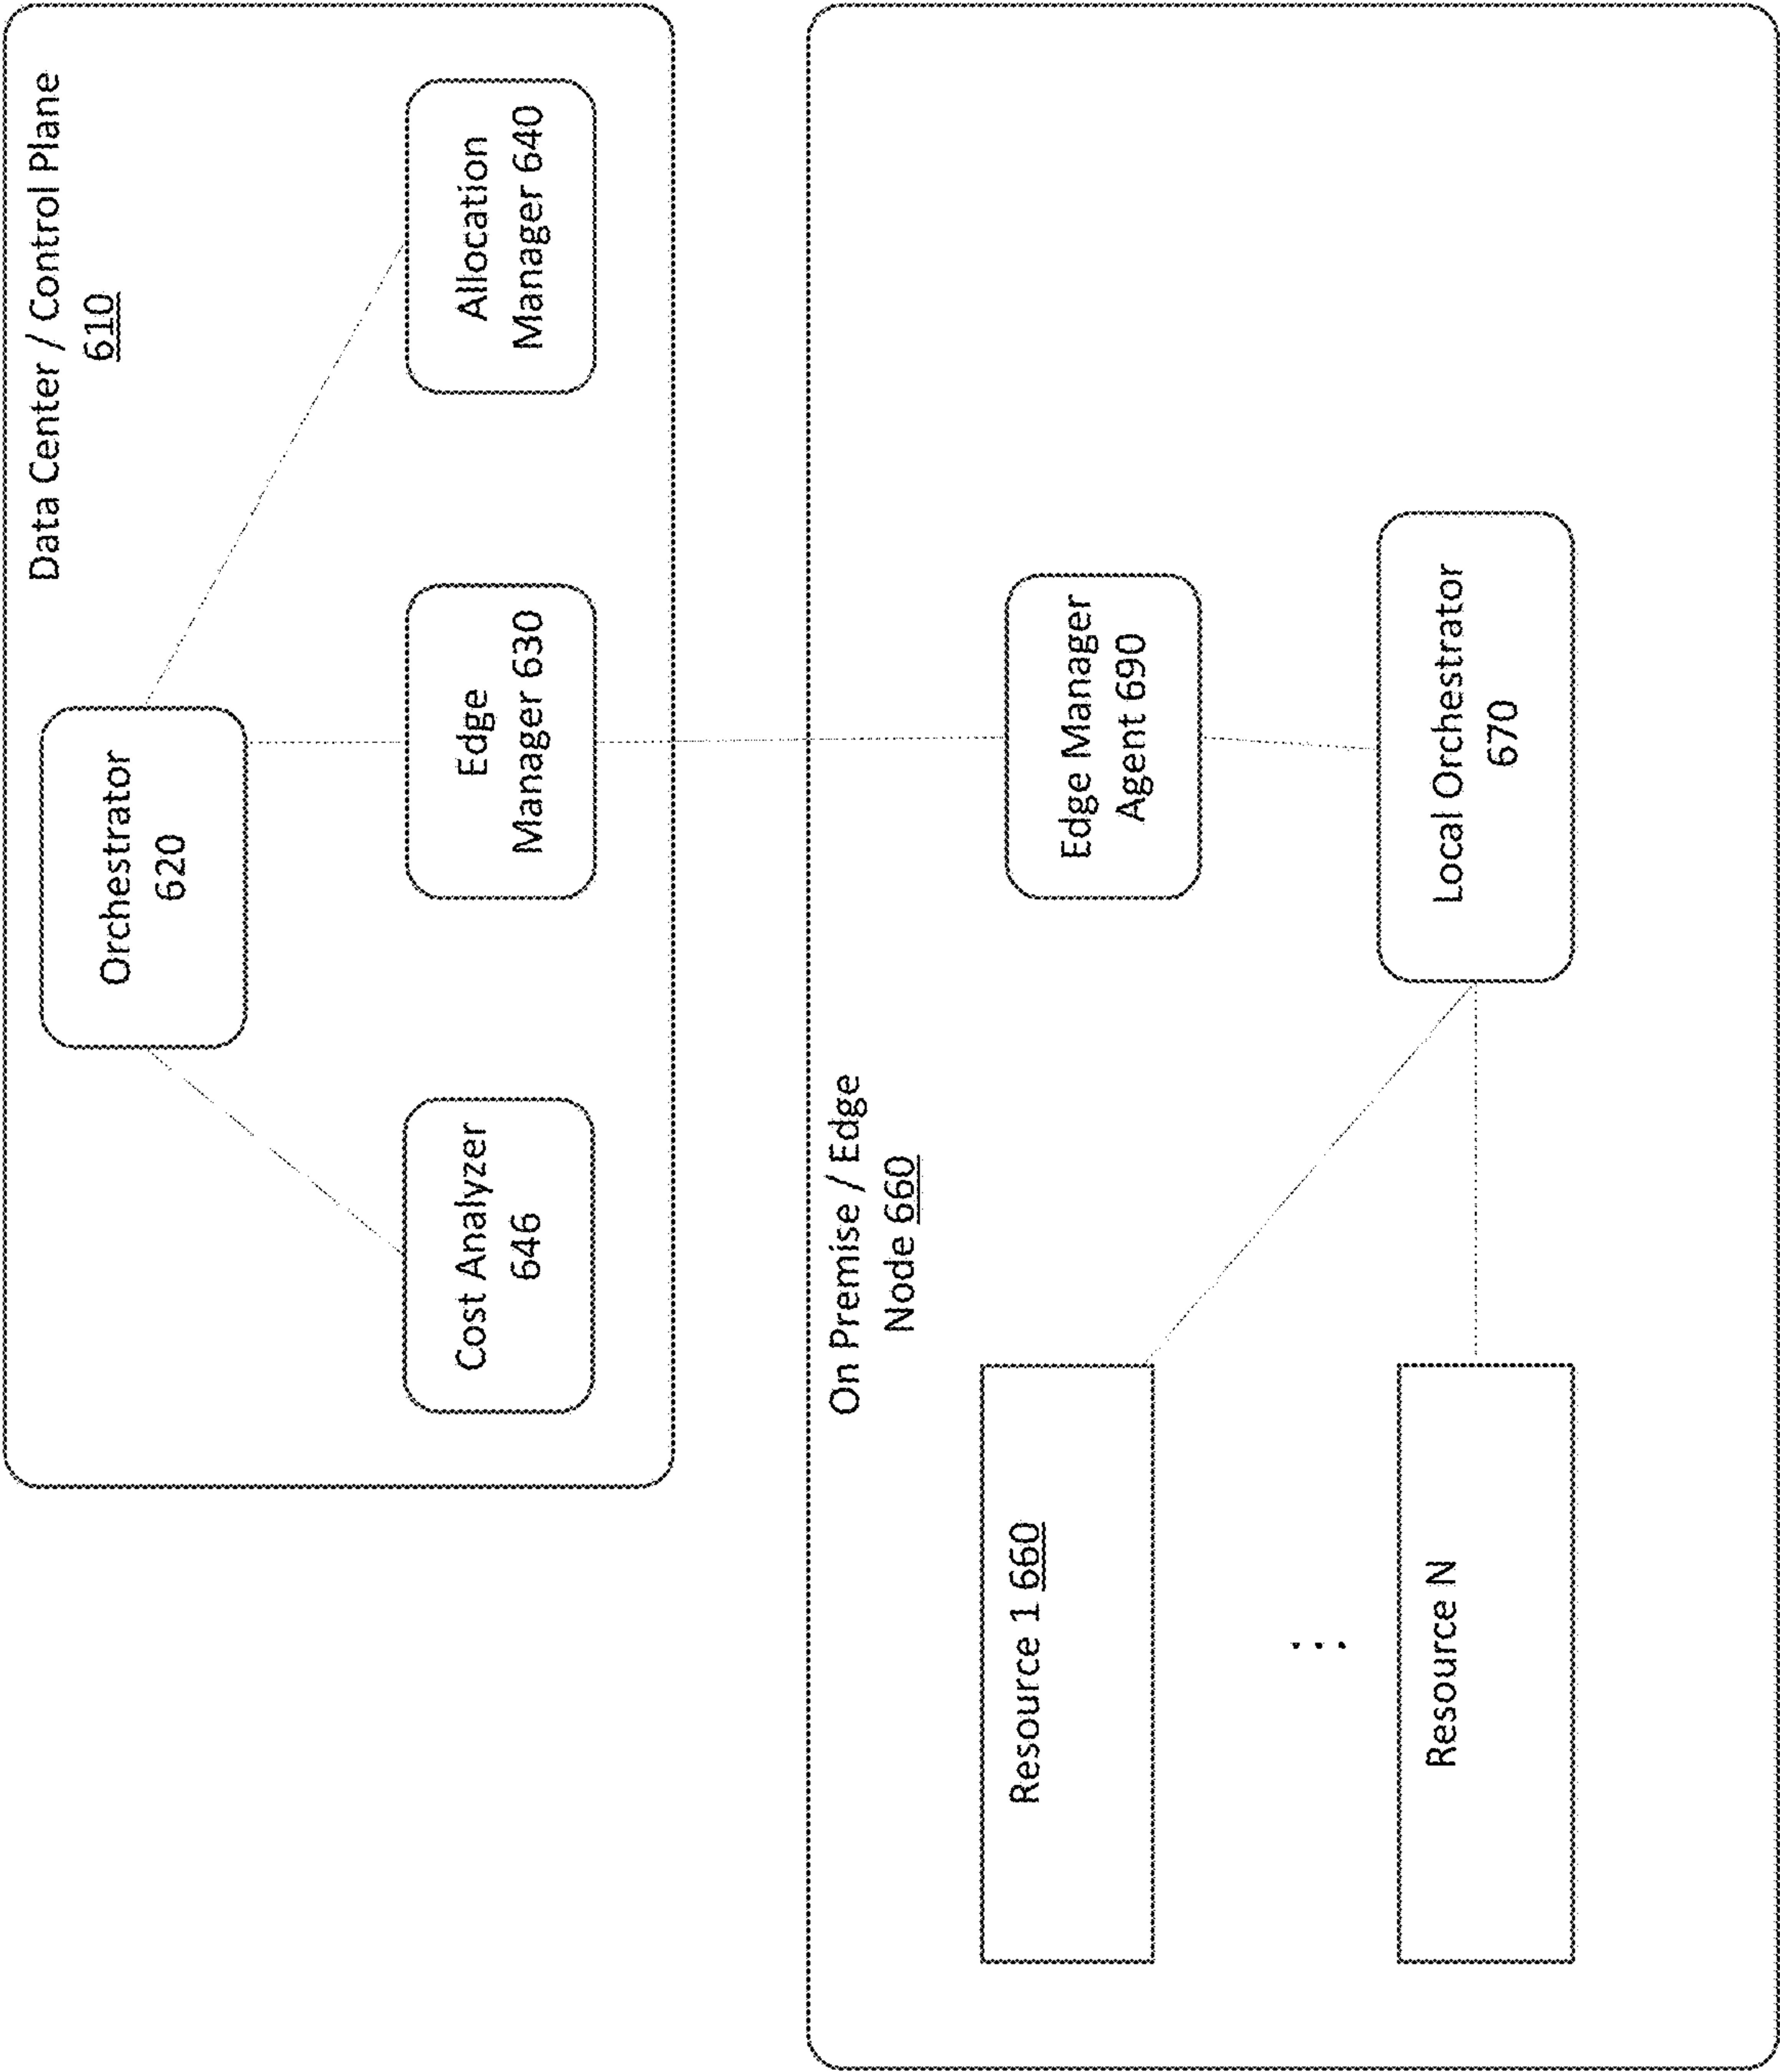 Data Center / Control Plane
610
Orchestrator
620
Cost Analyzer
646
Edge
Manager 630
Allocation
Manager 640
On Premise / Edge
Node 660
Edge Manager
Agent 690
Local Orchestrator
670
Resource 1 660
...
Resource N